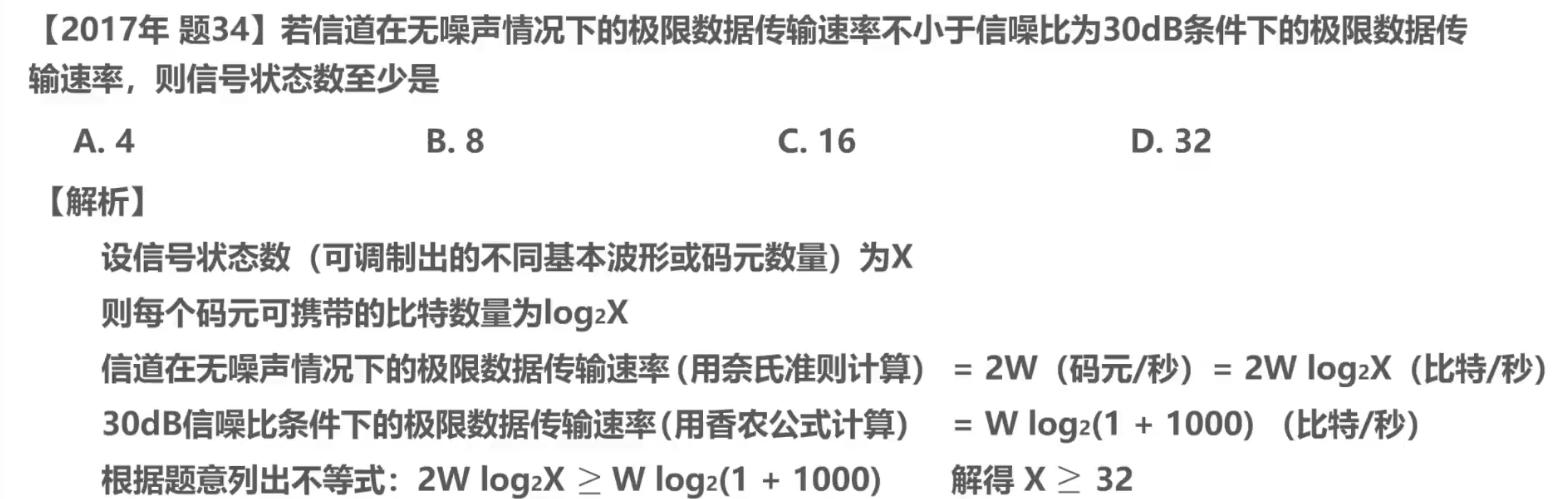 【2017年 题34】若信道在无噪声情况下的极限数据传输速率不小于信噪比为30dB条件下的极限数据传
输速率，则信号状态数至少是
A. 4 B. 8 C. 16 D. 32
【解析】
设信号状态数（可调制出的不同基本波形或码元数量）为X
则每个码元可携带的比特数量为log₂X
信道在无噪声情况下的极限数据传输速率(用奈氏准则计算） = 2W（码元/秒）= 2W log₂X（比特/秒）
30dB信噪比条件下的极限数据传输速率(用香农公式计算） = W log₂(1 + 1000) （比特/秒）
根据题意列出不等式：2W log₂X ≥ W log₂(1 + 1000) 解得 X ≥ 32